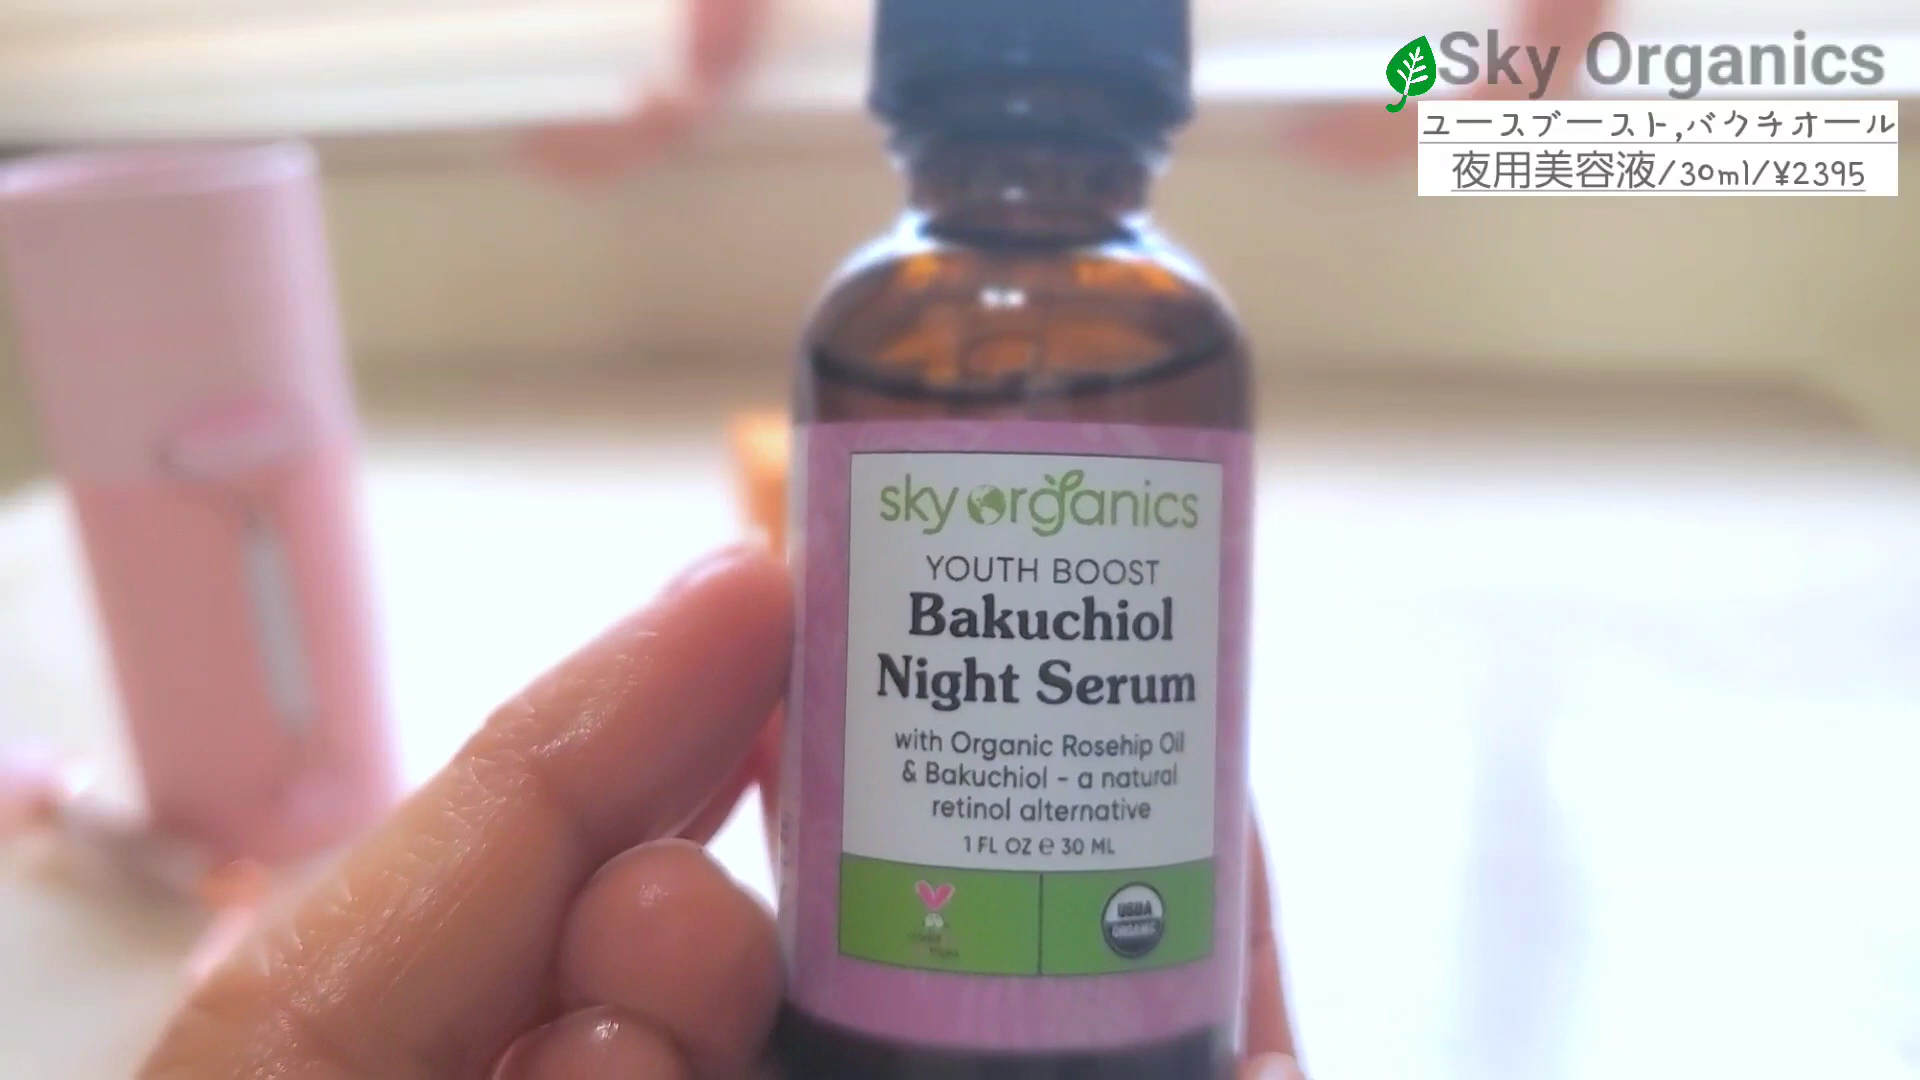 Sky Organics
ユースブースト,バクチオール
夜用美容液/30ml/¥2395
sky organics
YOUTH BOOST
Bakuchiol
Night Serum
with Organic Rosehip Oil
& Bakuchiol - a natural
retinol alternative
1 FL OZ e 30 ML
USDA
ORGANIC